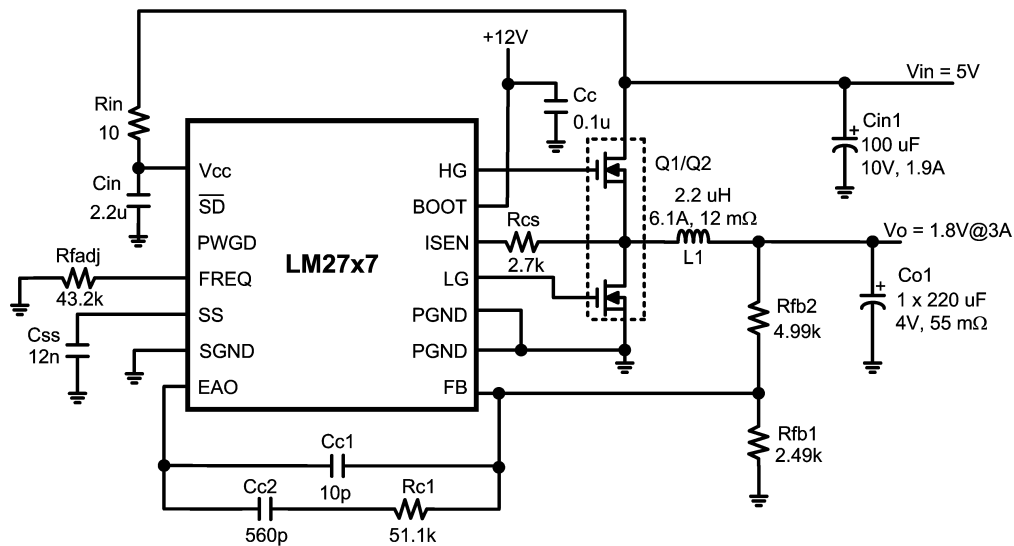 +12V
Vin = 5V
Rin
10
Cc
0.1u
Cin1
+
100 uF
10V, 1.9A
Vcc
HG
Q1/Q2
Cin
2.2u
SD
BOOT
2.2 uH
6.1A, 12 mΩ
Rcs
2.7k
PWGD
ISEN
L1
Vo = 1.8V@3A
Rfadj
43.2k
FREQ
LM27x7
LG
Co1
+
1 x 220 uF
4V, 55 mΩ
Css
12n
SS
PGND
Rfb2
4.99k
SGND
PGND
EAO
FB
Rfb1
2.49k
Cc1
10p
Cc2
560p
Rc1
51.1k